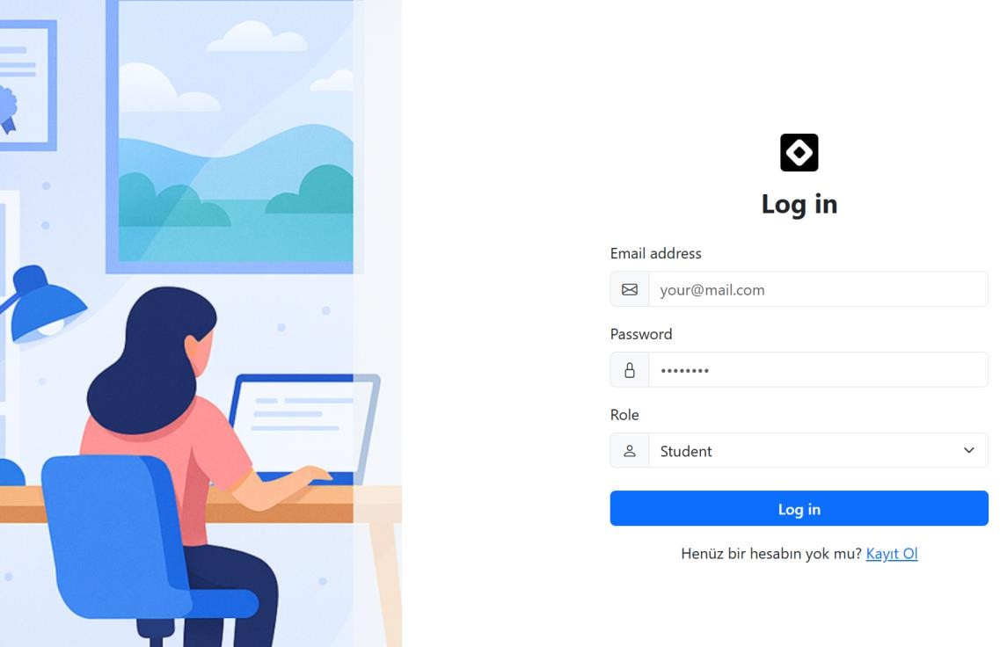 Log in
Email address
your@mail.com
Password
••••••••
Role
Student
Log in
Henüz bir hesabın yok mu? Kayıt Ol